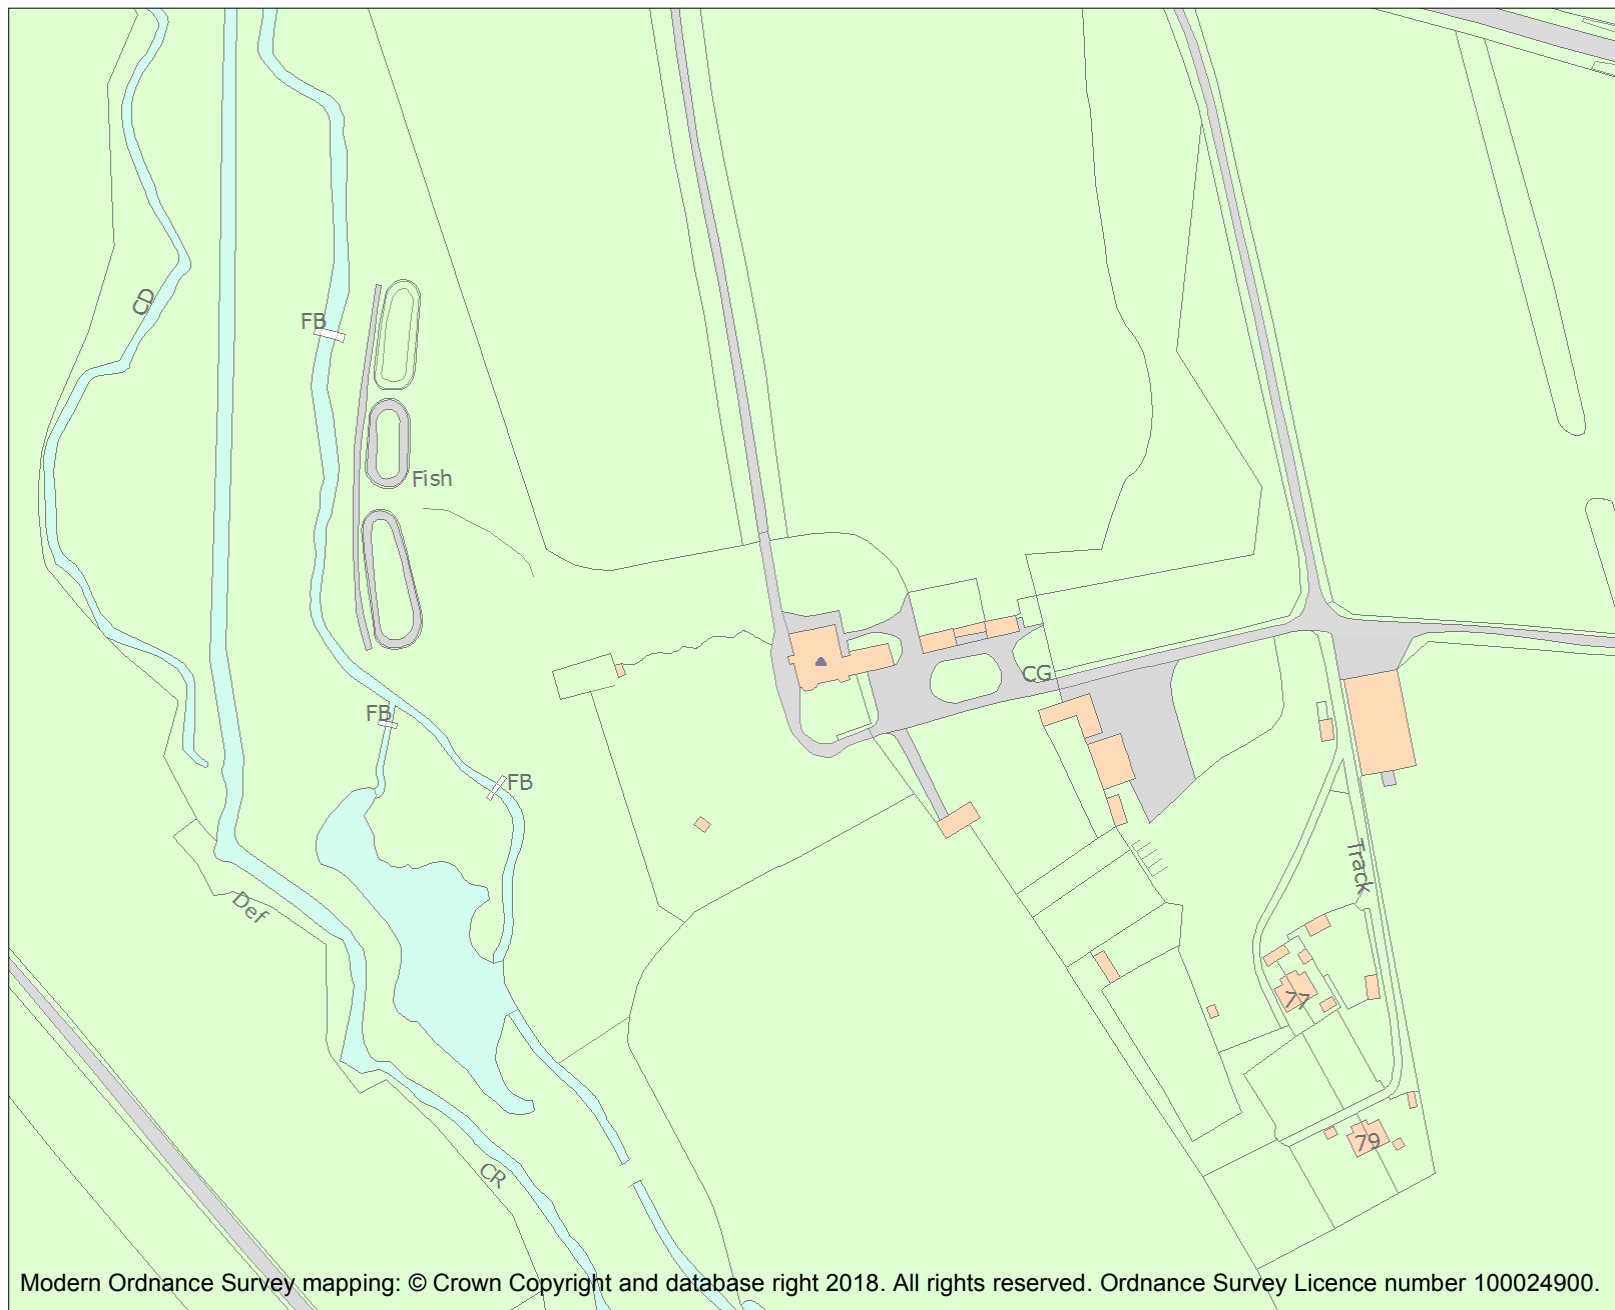 CD
FB
Fish
CG
FB
FB
Track
Def
77
79
CR
Modern Ordnance Survey mapping: © Crown Copyright and database right 2018. All rights reserved. Ordnance Survey Licence number 100024900.